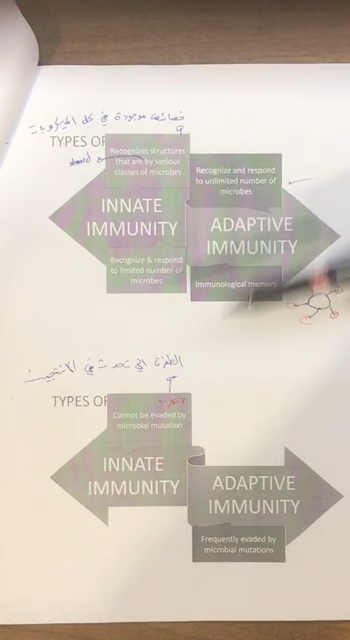 خصائص موجودة في كل الميكروبات
TYPES OF
Recognizes structures
shared
that are by various
classes of microbes
Recognize and respond
to unlimited number of
microbes
INNATE
IMMUNITY
ADAPTIVE
IMMUNITY
Recognize & respond
to limited number of
microbes
Immunological memory
الطفرة التي تحدث في الانتيجين
TYPES OF
Cannot be evaded by
microbial mutation
INNATE
IMMUNITY
ADAPTIVE
IMMUNITY
Frequently evaded by
microbial mutations